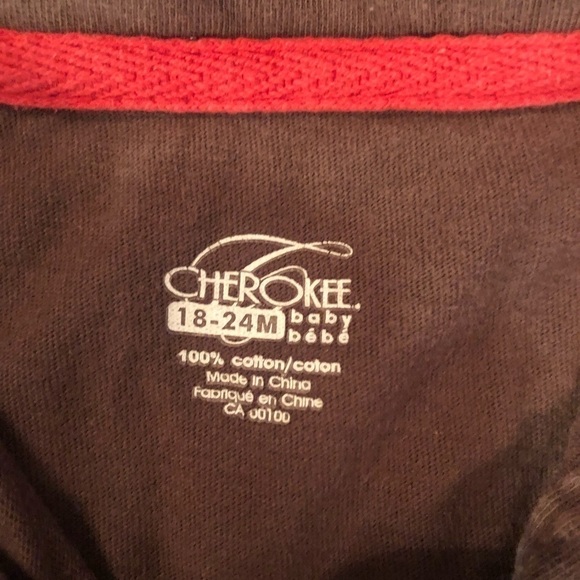 CHEROKEE
18-24M baby
bébé
100% cotton/coton
Made in China
Fabriqué en Chine
CA 00100